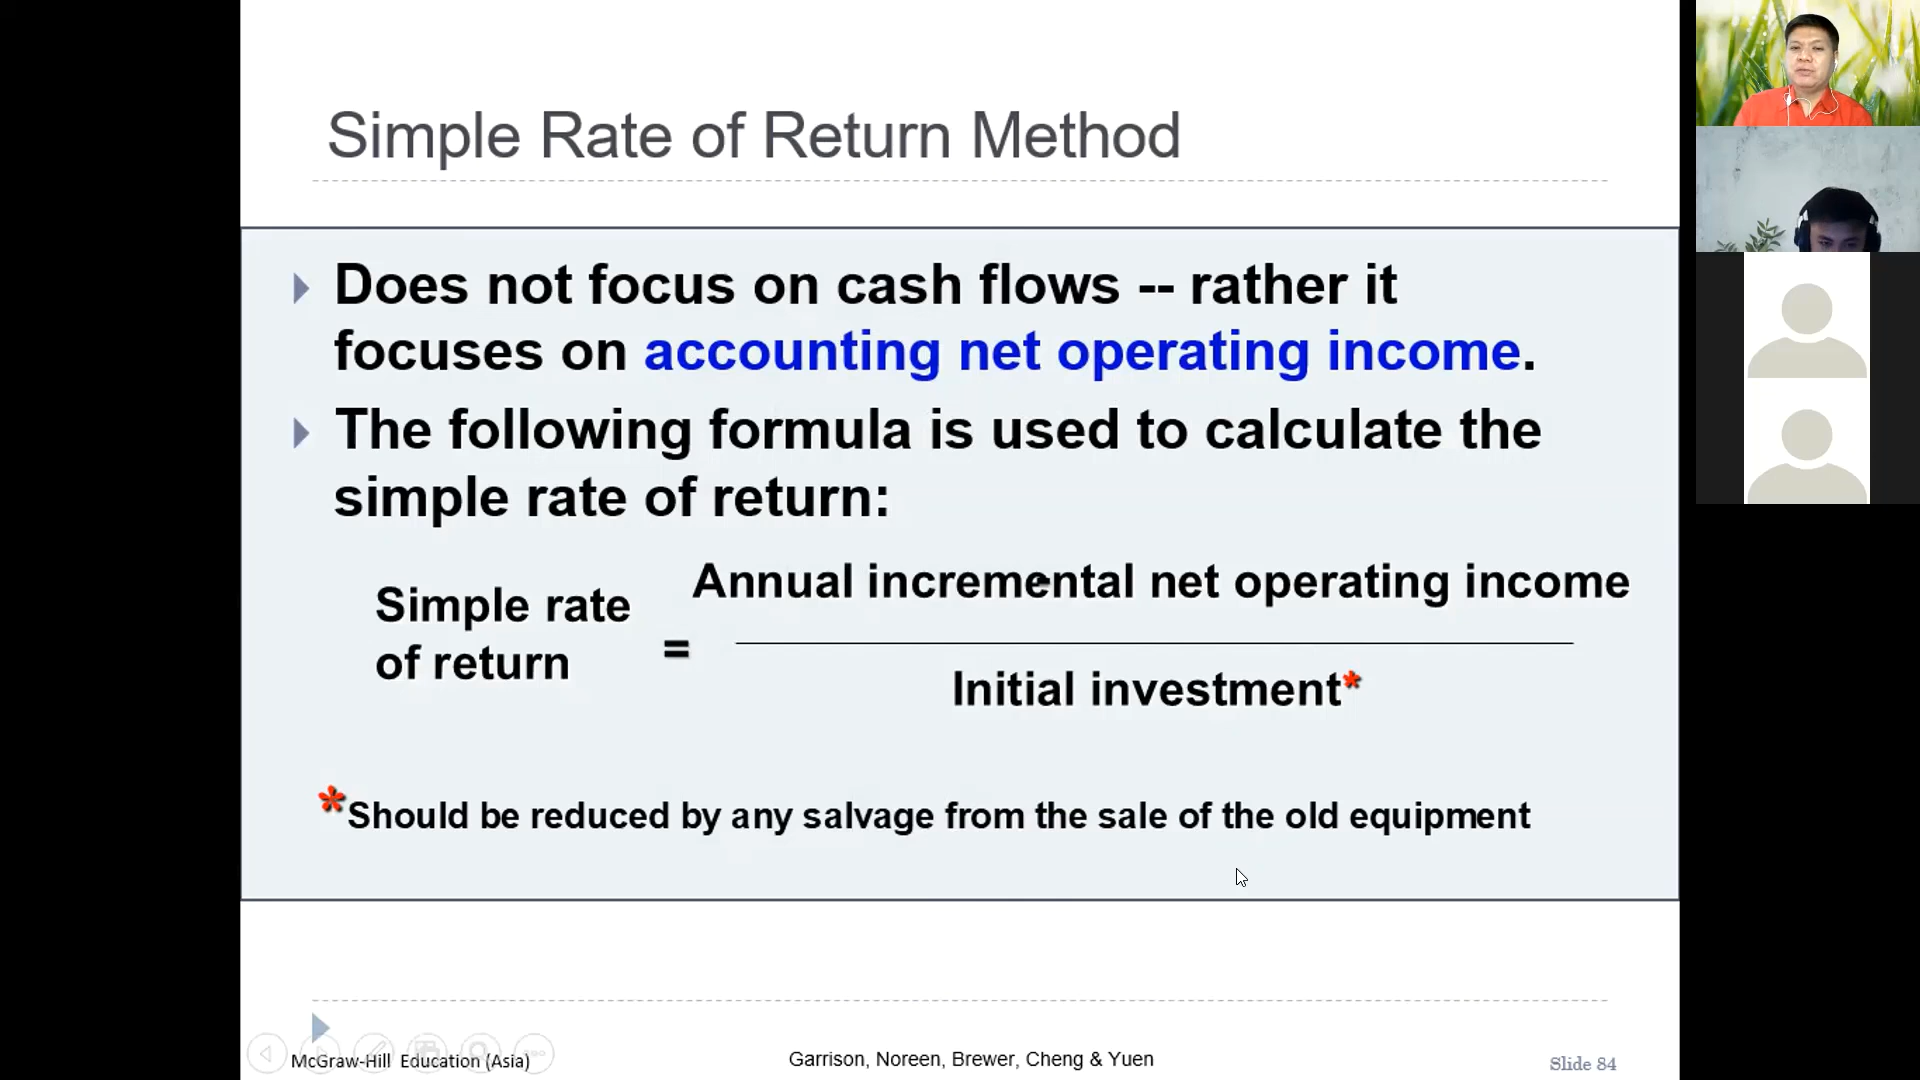 Simple Rate of Return Method
Does not focus on cash flows -- rather it
focuses on accounting net operating income.
The following formula is used to calculate the
simple rate of return:
Simple rate
of return
=
Annual incremental net operating income
Initial investment*
*Should be reduced by any salvage from the sale of the old equipment
McGraw-Hill Education (Asia)
Garrison, Noreen, Brewer, Cheng & Yuen
Slide 84